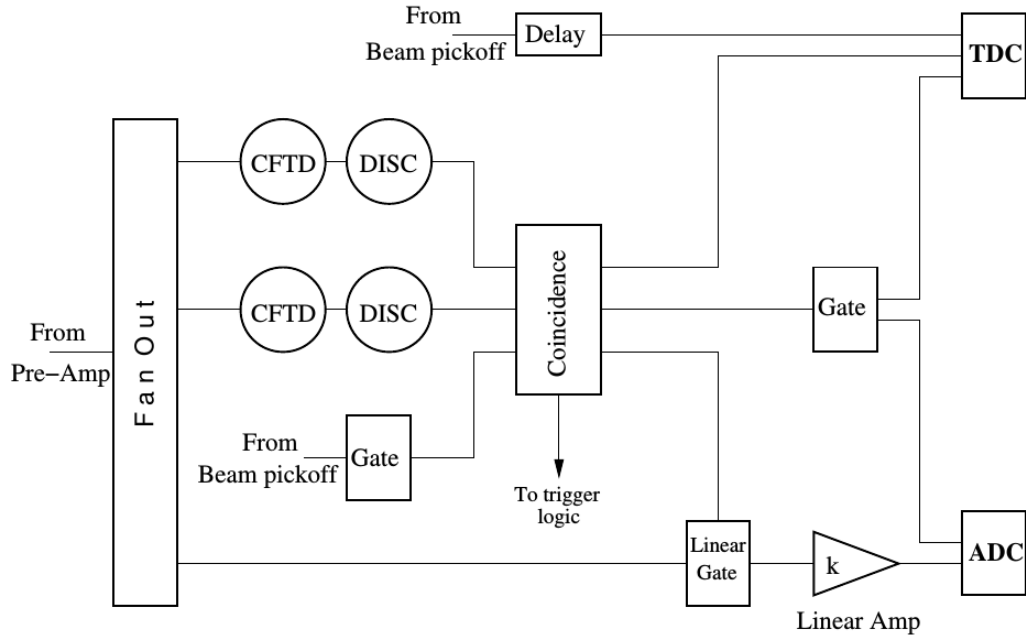 From
Beam pickoff
Delay
TDC
CFTD
DISC
Fan Out
CFTD
DISC
Coincidence
Gate
From
Pre-Amp
From
Beam pickoff
Gate
To trigger
logic
Linear
Gate
k
ADC
Linear Amp